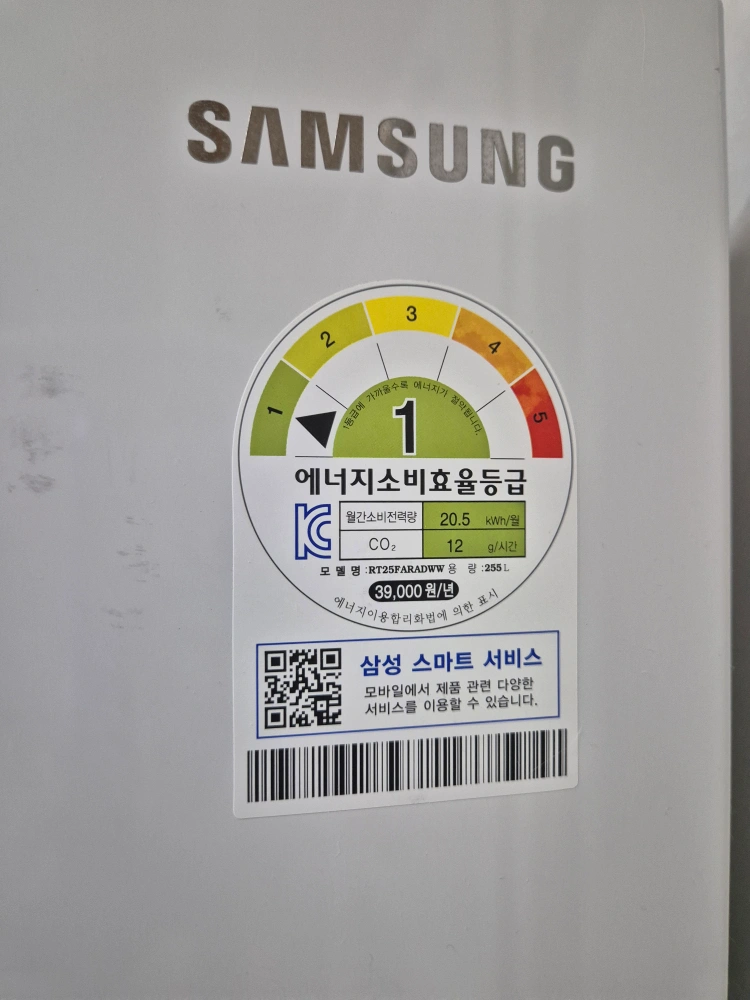 SAMSUNG
1 2 3 4 5
1등급에 가까울수록 에너지가 절약됩니다.
1
에너지소비효율등급
월간소비전력량 20.5 kWh/월
CO₂ 12 g/시간
모 델 명 :RT25FARADWW 용 량 :255 L
39,000 원/년
에너지이용합리화법에 의한 표시
삼성 스마트 서비스
모바일에서 제품 관련 다양한
서비스를 이용할 수 있습니다.